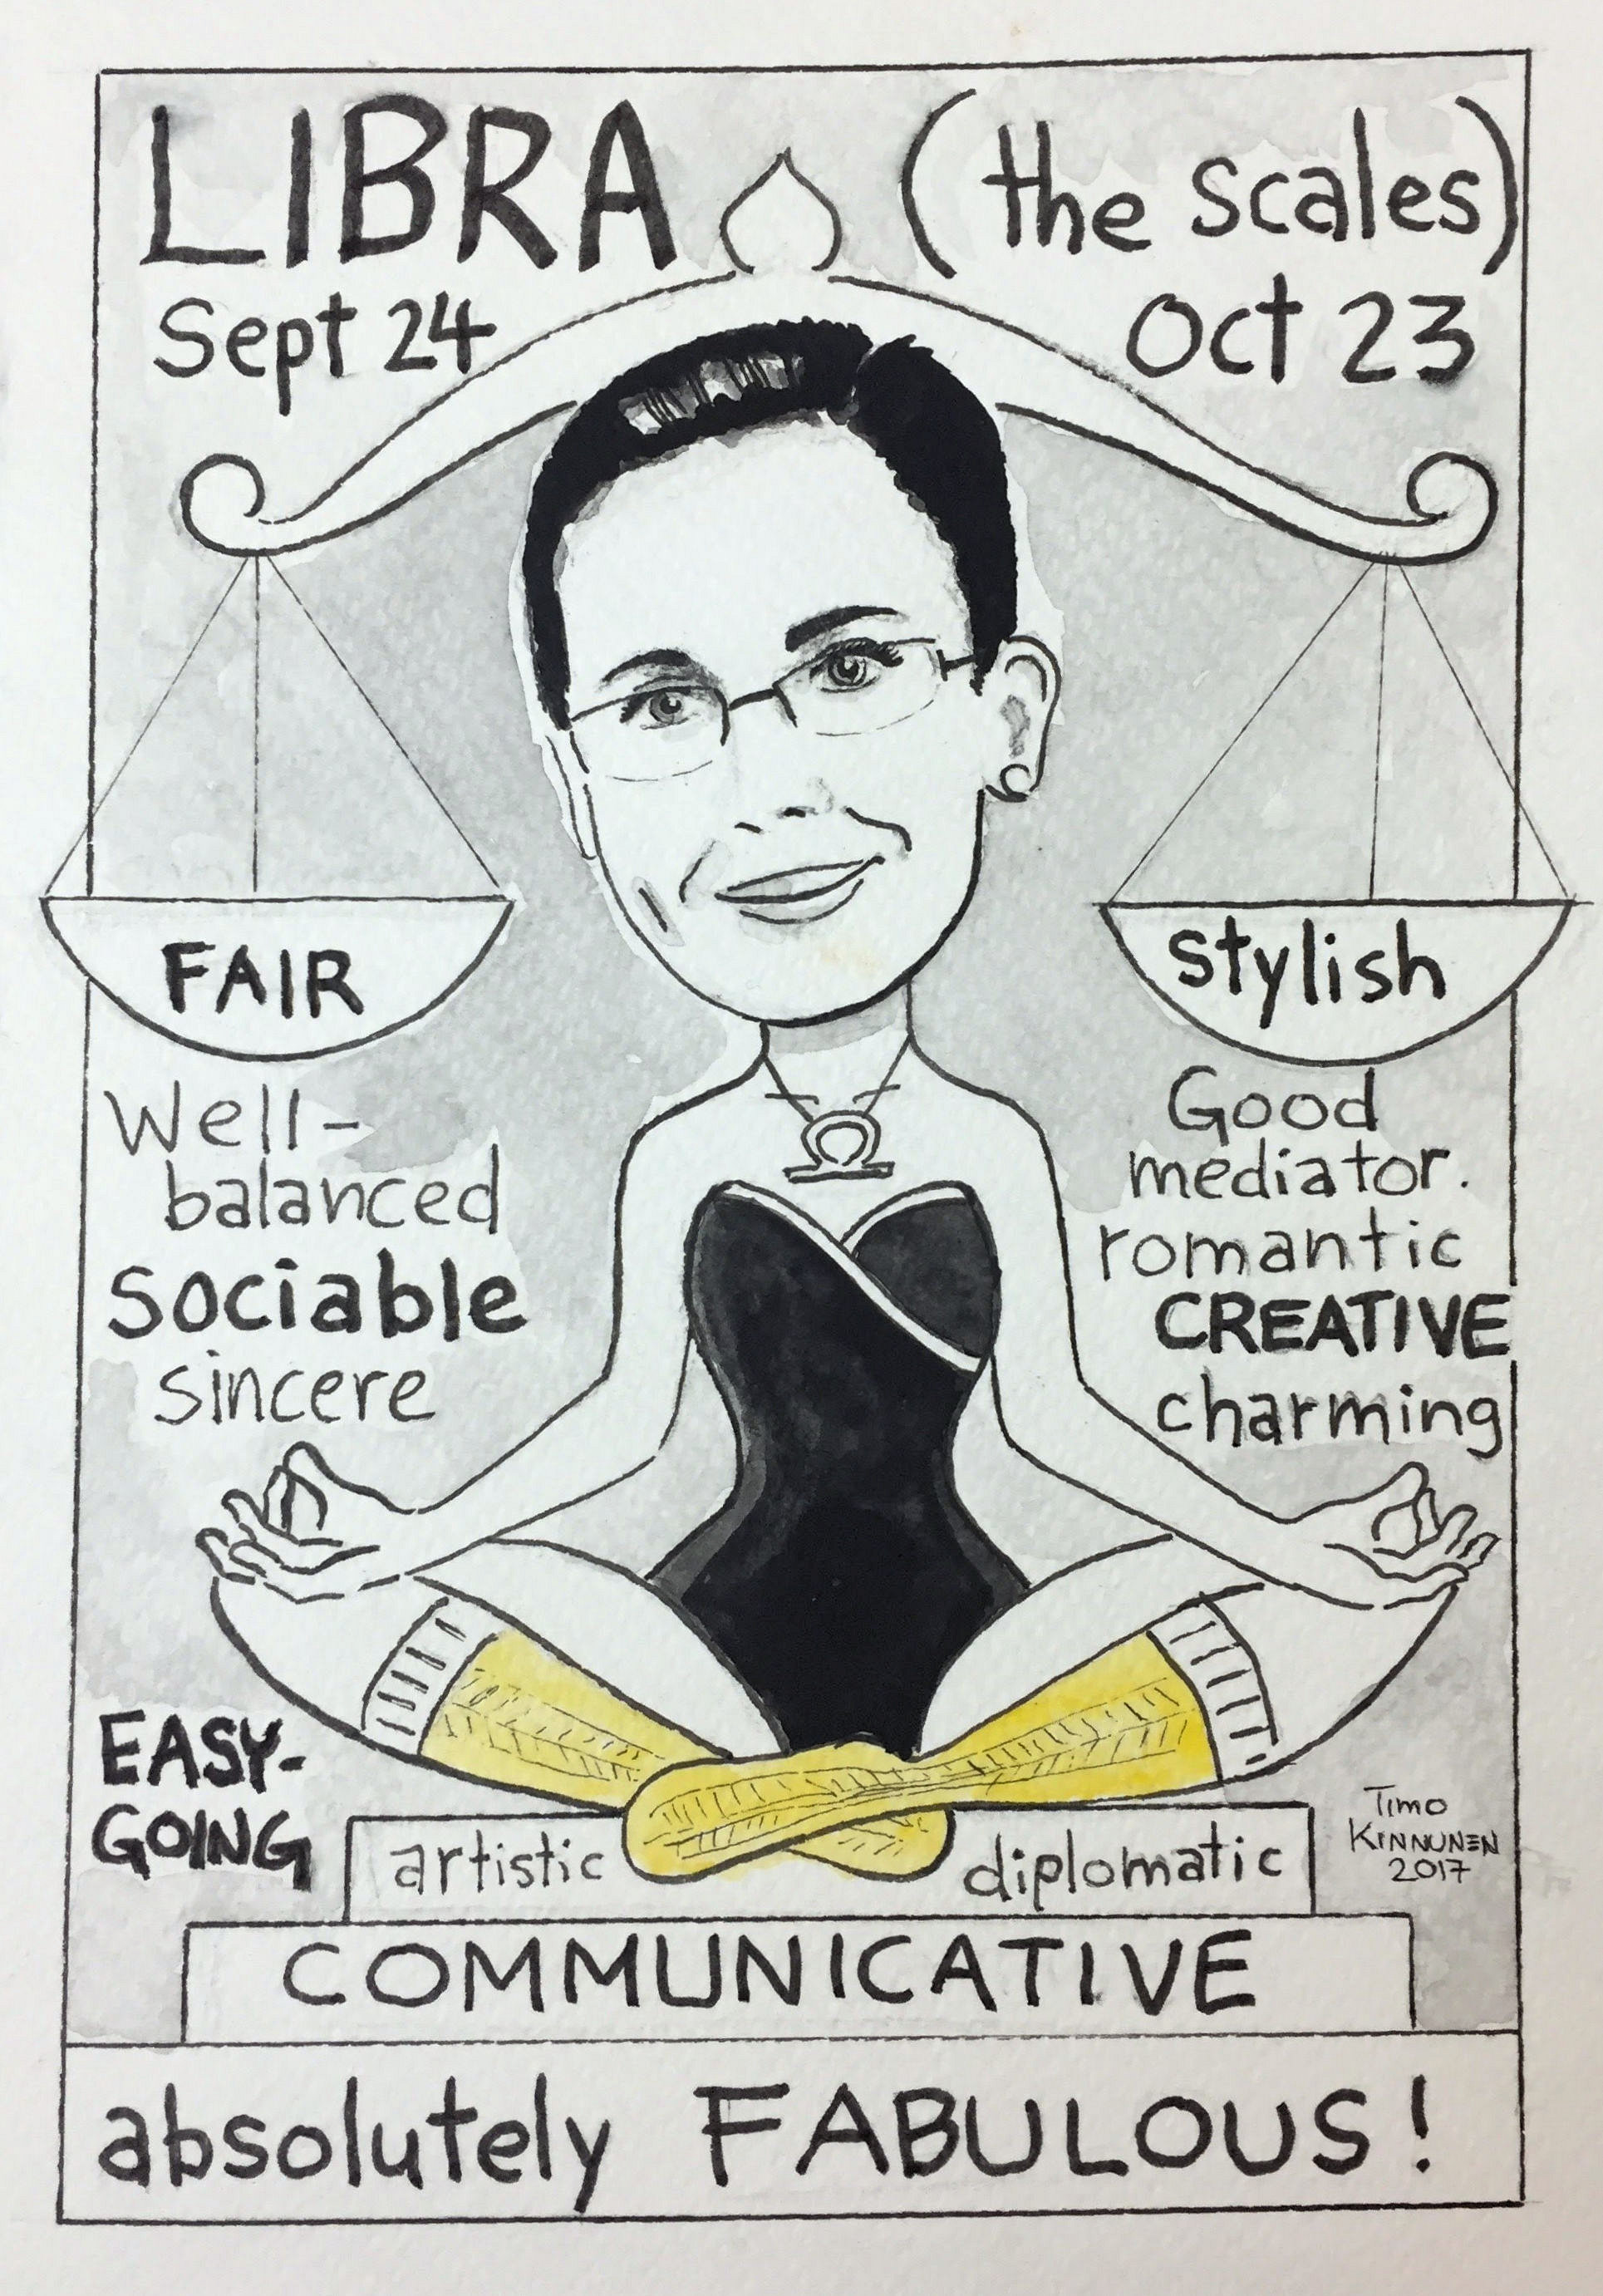 LIBRA (the scales)
Sept 24 Oct 23
FAIR
Stylish
Well-
balanced
Sociable
sincere
Good
mediator.
romantic
CREATIVE
charming
EASY-
GOING
artistic diplomatic
TIMO
KINNUNEN
2017
COMMUNICATIVE
absolutely FABULOUS!